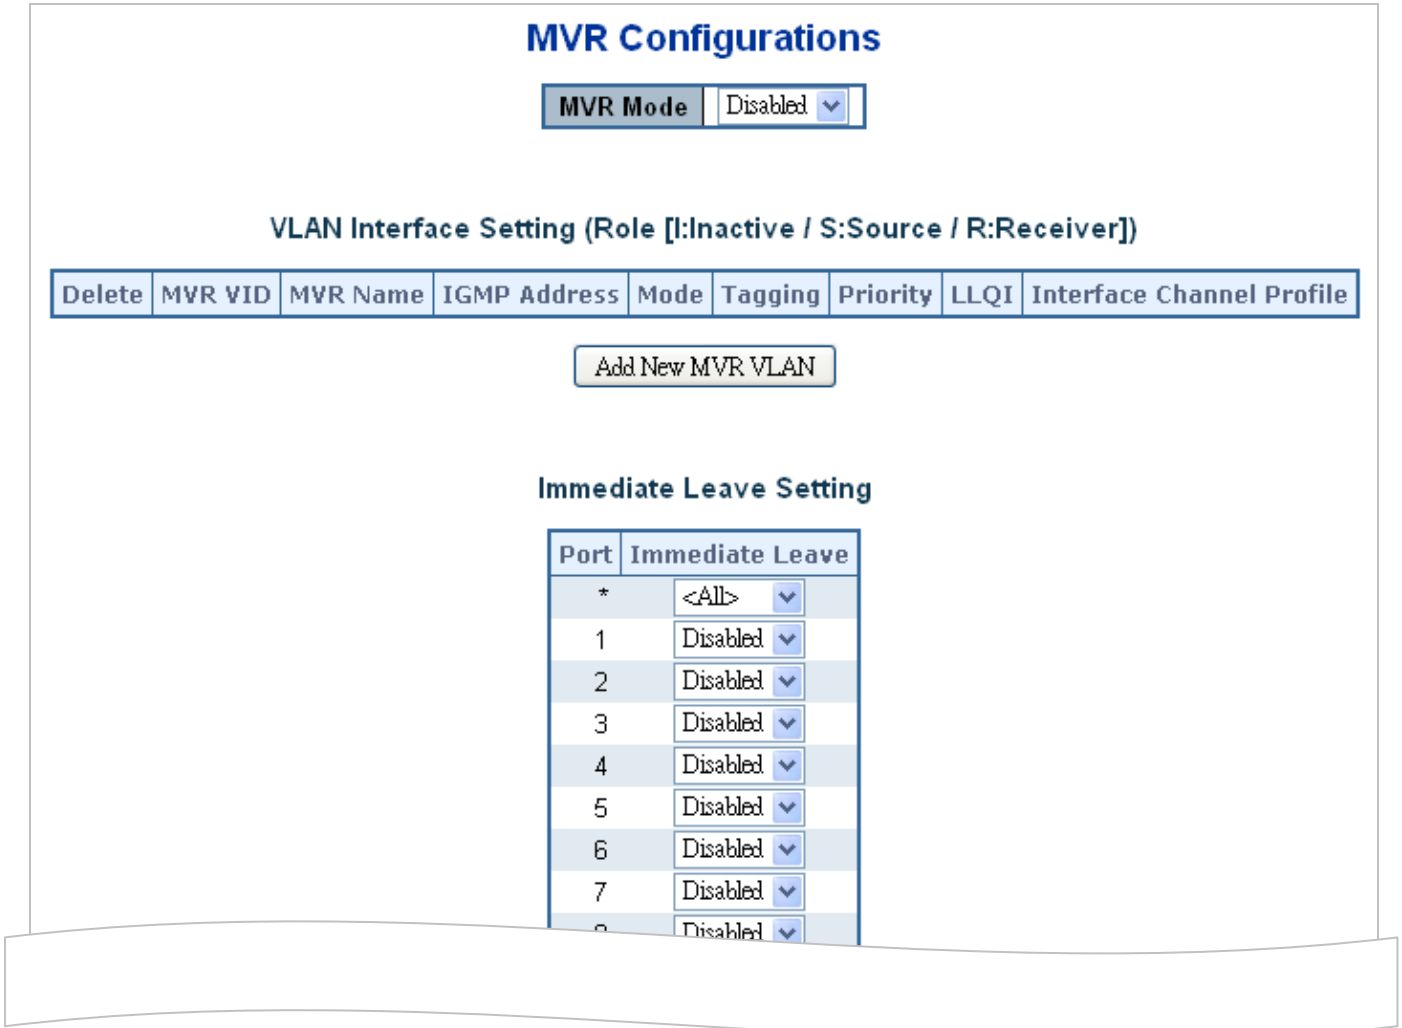 MVR Configurations
MVR Mode Disabled
VLAN Interface Setting (Role [I:Inactive / S:Source / R:Receiver])
Delete MVR VID MVR Name IGMP Address Mode Tagging Priority LLQI Interface Channel Profile
Add New MVR VLAN
Immediate Leave Setting
Port Immediate Leave
* <All>
1 Disabled
2 Disabled
3 Disabled
4 Disabled
5 Disabled
6 Disabled
7 Disabled
Disabled